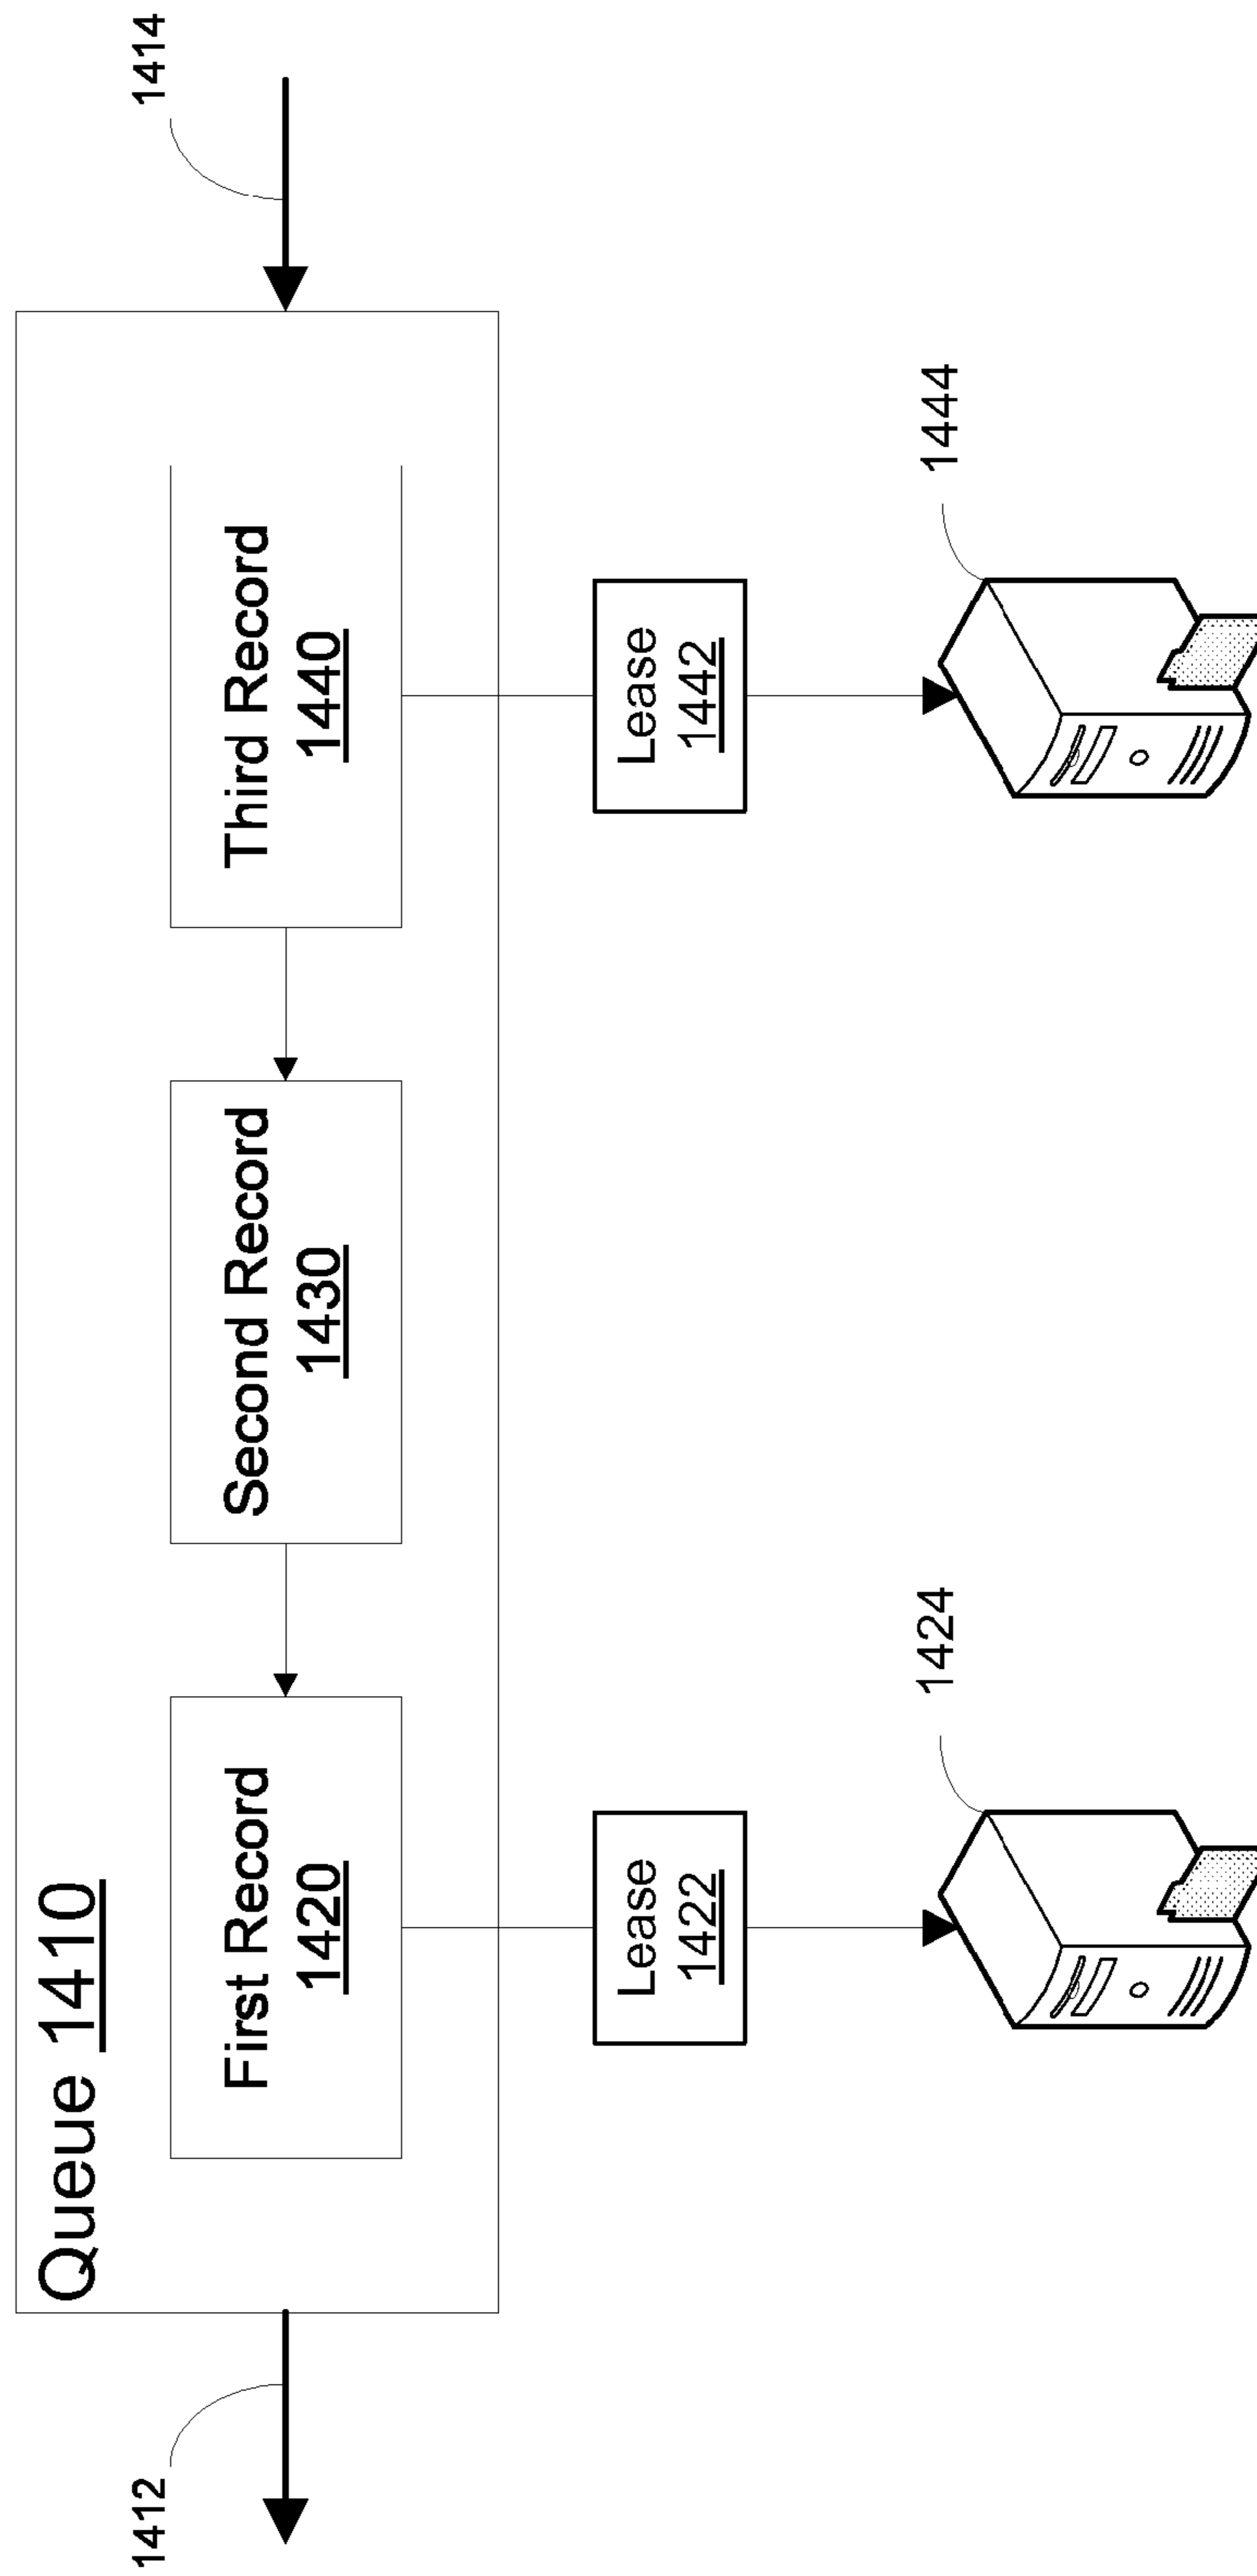 Queue 1410
1412
1414
First Record
1420
Second Record
1430
Third Record
1440
Lease
1422
Lease
1442
1424
1444